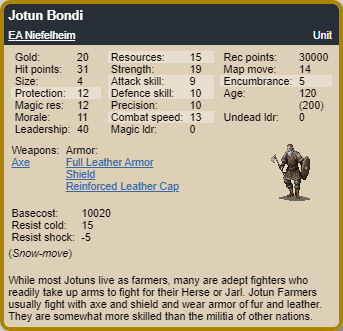 Jotun Bondi
EA Niefelheim Unit
Gold: 20 Resources: 15 Rec points: 30000
Hit points: 31 Strength: 19 Map move: 14
Size: 4 Attack skill: 9 Encumbrance: 5
Protection: 12 Defence skill: 10 Age: 120
Magic res: 12 Precision: 10 (200)
Morale: 11 Combat speed: 13 Undead ldr: 0
Leadership: 40 Magic ldr: 0
Weapons: Armor:
Axe Full Leather Armor
Shield
Reinforced Leather Cap
Basecost: 10020
Resist cold: 15
Resist shock: -5
(Snow-move)
While most Jotuns live as farmers, many are adept fighters who
readily take up arms to fight for their Herse or Jarl. Jotun Farmers
usually fight with axe and shield and wear armor of fur and leather.
They are somewhat more skilled than the militia of other nations.